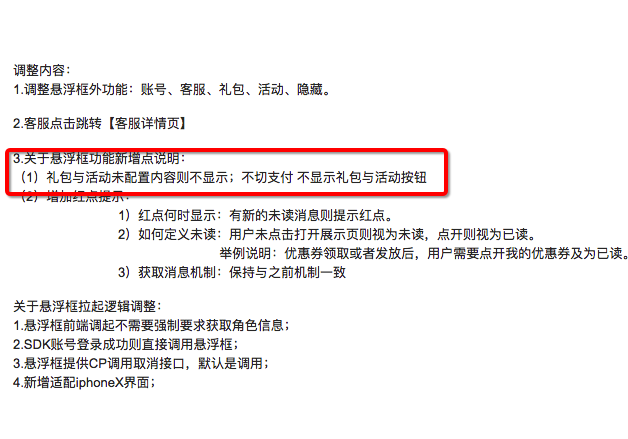 调整内容：
1.调整悬浮框外功能：账号、客服、礼包、活动、隐藏。
2.客服点击跳转【客服详情页】
3.关于悬浮框功能新增点说明：
（1）礼包与活动未配置内容则不显示；不切支付 不显示礼包与活动按钮
（2）增加红点提示：
1）红点何时显示：有新的未读消息则提示红点。
2）如何定义未读：用户未点击打开展示页则视为未读，点开则视为已读。
举例说明：优惠券领取或者发放后，用户需要点开我的优惠券及为已读。
3）获取消息机制：保持与之前机制一致
关于悬浮框拉起逻辑调整：
1.悬浮框前端调起不需要强制要求获取角色信息；
2.SDK账号登录成功则直接调用悬浮框；
3.悬浮框提供CP调用取消接口，默认是调用；
4.新增适配iphoneX界面；